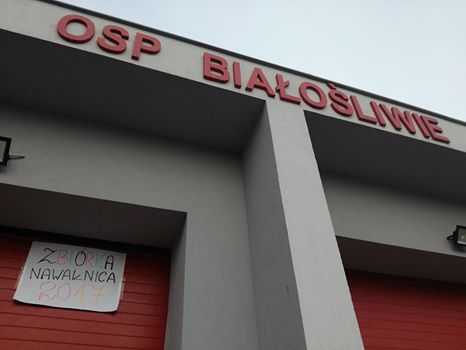 OSP BIAŁOŚLIWIE
ZBIÓRKA
NAWAŁNICA
2017